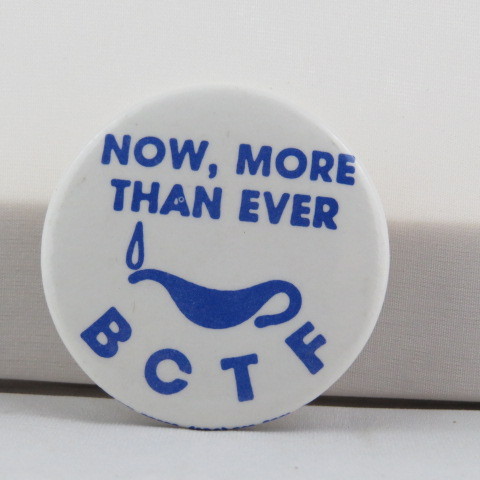 NOW, MORE
THAN EVER
BCTF